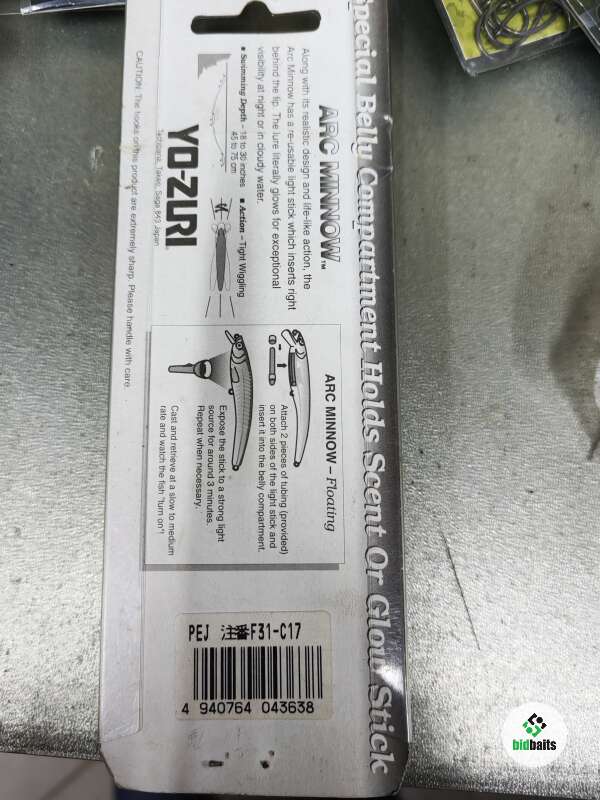 Special Belly Compartment Holds Scent Or Glow Stick
ARC MINNOW™
Along with its realistic design and life-like action, the
Arc Minnow has a re-usable light stick which inserts right
behind the lip. The lure literally glows for exceptional
visibility at night or in cloudy water.
■ Swimming Depth – 18 to 30 inches
45 to 75 cm
■ Action – Tight Wiggling
YO-ZURI
Takeo, Saga 843 Japan
CAUTION: The hooks on this product are extremely sharp. Please handle with care.
ARC MINNOW – Floating
Attach 2 pieces of tubing (provided)
on both sides of the light stick and
insert it into the belly compartment.
Expose the stick to a strong light
source for around 3 minutes.
Repeat when necessary.
Cast and retrieve at a slow to medium
rate and watch the fish "turn on"!
PEJ 注番F31-C17
4 940764 043638
bidbaits